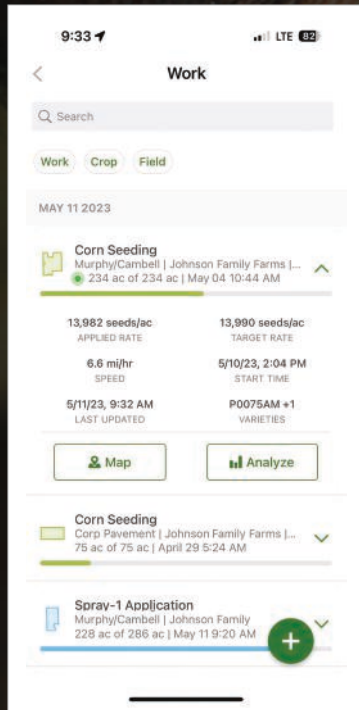 9:33
LTE 82
Work
Search
Work Crop Field
MAY 11 2023
Corn Seeding
Murphy/Cambell | Johnson Family Farms |...
234 ac of 234 ac | May 04 10:44 AM
13,982 seeds/ac 13,990 seeds/ac
APPLIED RATE TARGET RATE
6.6 mi/hr 5/10/23, 2:04 PM
SPEED START TIME
5/11/23, 9:32 AM P0075AM +1
LAST UPDATED VARIETIES
Map Analyze
Corn Seeding
Corp Pavement | Johnson Family Farms |...
75 ac of 75 ac | April 29 5:24 AM
Spray-1 Application
Murphy/Cambell | Johnson Family
228 ac of 286 ac | May 11 9:20 AM